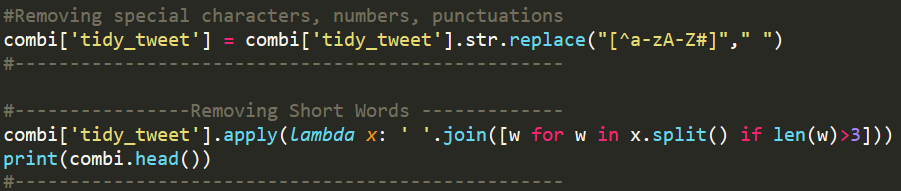 #Removing special characters, numbers, punctuations
combi['tidy_tweet'] = combi['tidy_tweet'].str.replace("[^a-zA-Z#]"," ")
#--------------------------------------------------
#----------------Removing Short Words -------------
combi['tidy_tweet'].apply(lambda x: ' '.join([w for w in x.split() if len(w)>3]))
print(combi.head())
#--------------------------------------------------